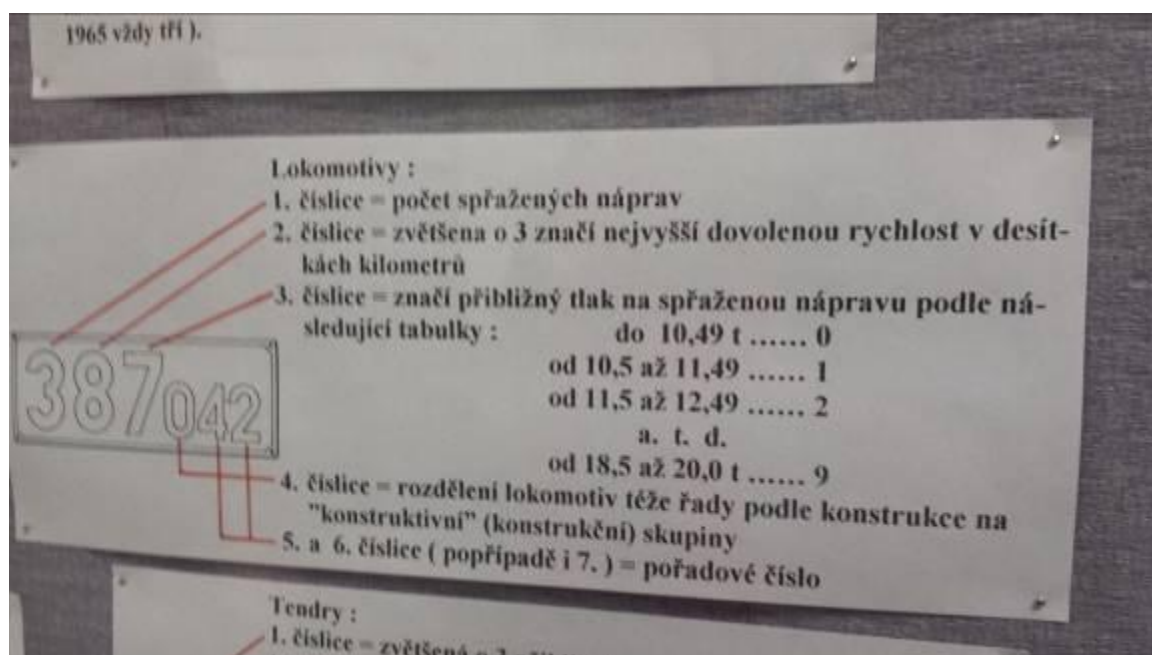 1965 vždy tři ).
Lokomotivy :
1. číslice = počet spřažených náprav
2. číslice = zvětšena o 3 značí nejvyšší dovolenou rychlost v desít-
kách kilometrů
3. číslice = značí přibližný tlak na spřaženou nápravu podle ná-
sledující tabulky : do 10,49 t ...... 0
od 10,5 až 11,49 ...... 1
od 11,5 až 12,49 ...... 2
a. t. d.
od 18,5 až 20,0 t ...... 9
387042
4. číslice = rozdělení lokomotiv téže řady podle konstrukce na
"konstruktivní" (konstrukční) skupiny
5. a 6. číslice ( popřípadě i 7. ) = pořadové číslo
Tendry :
1. číslice = zvětšená o